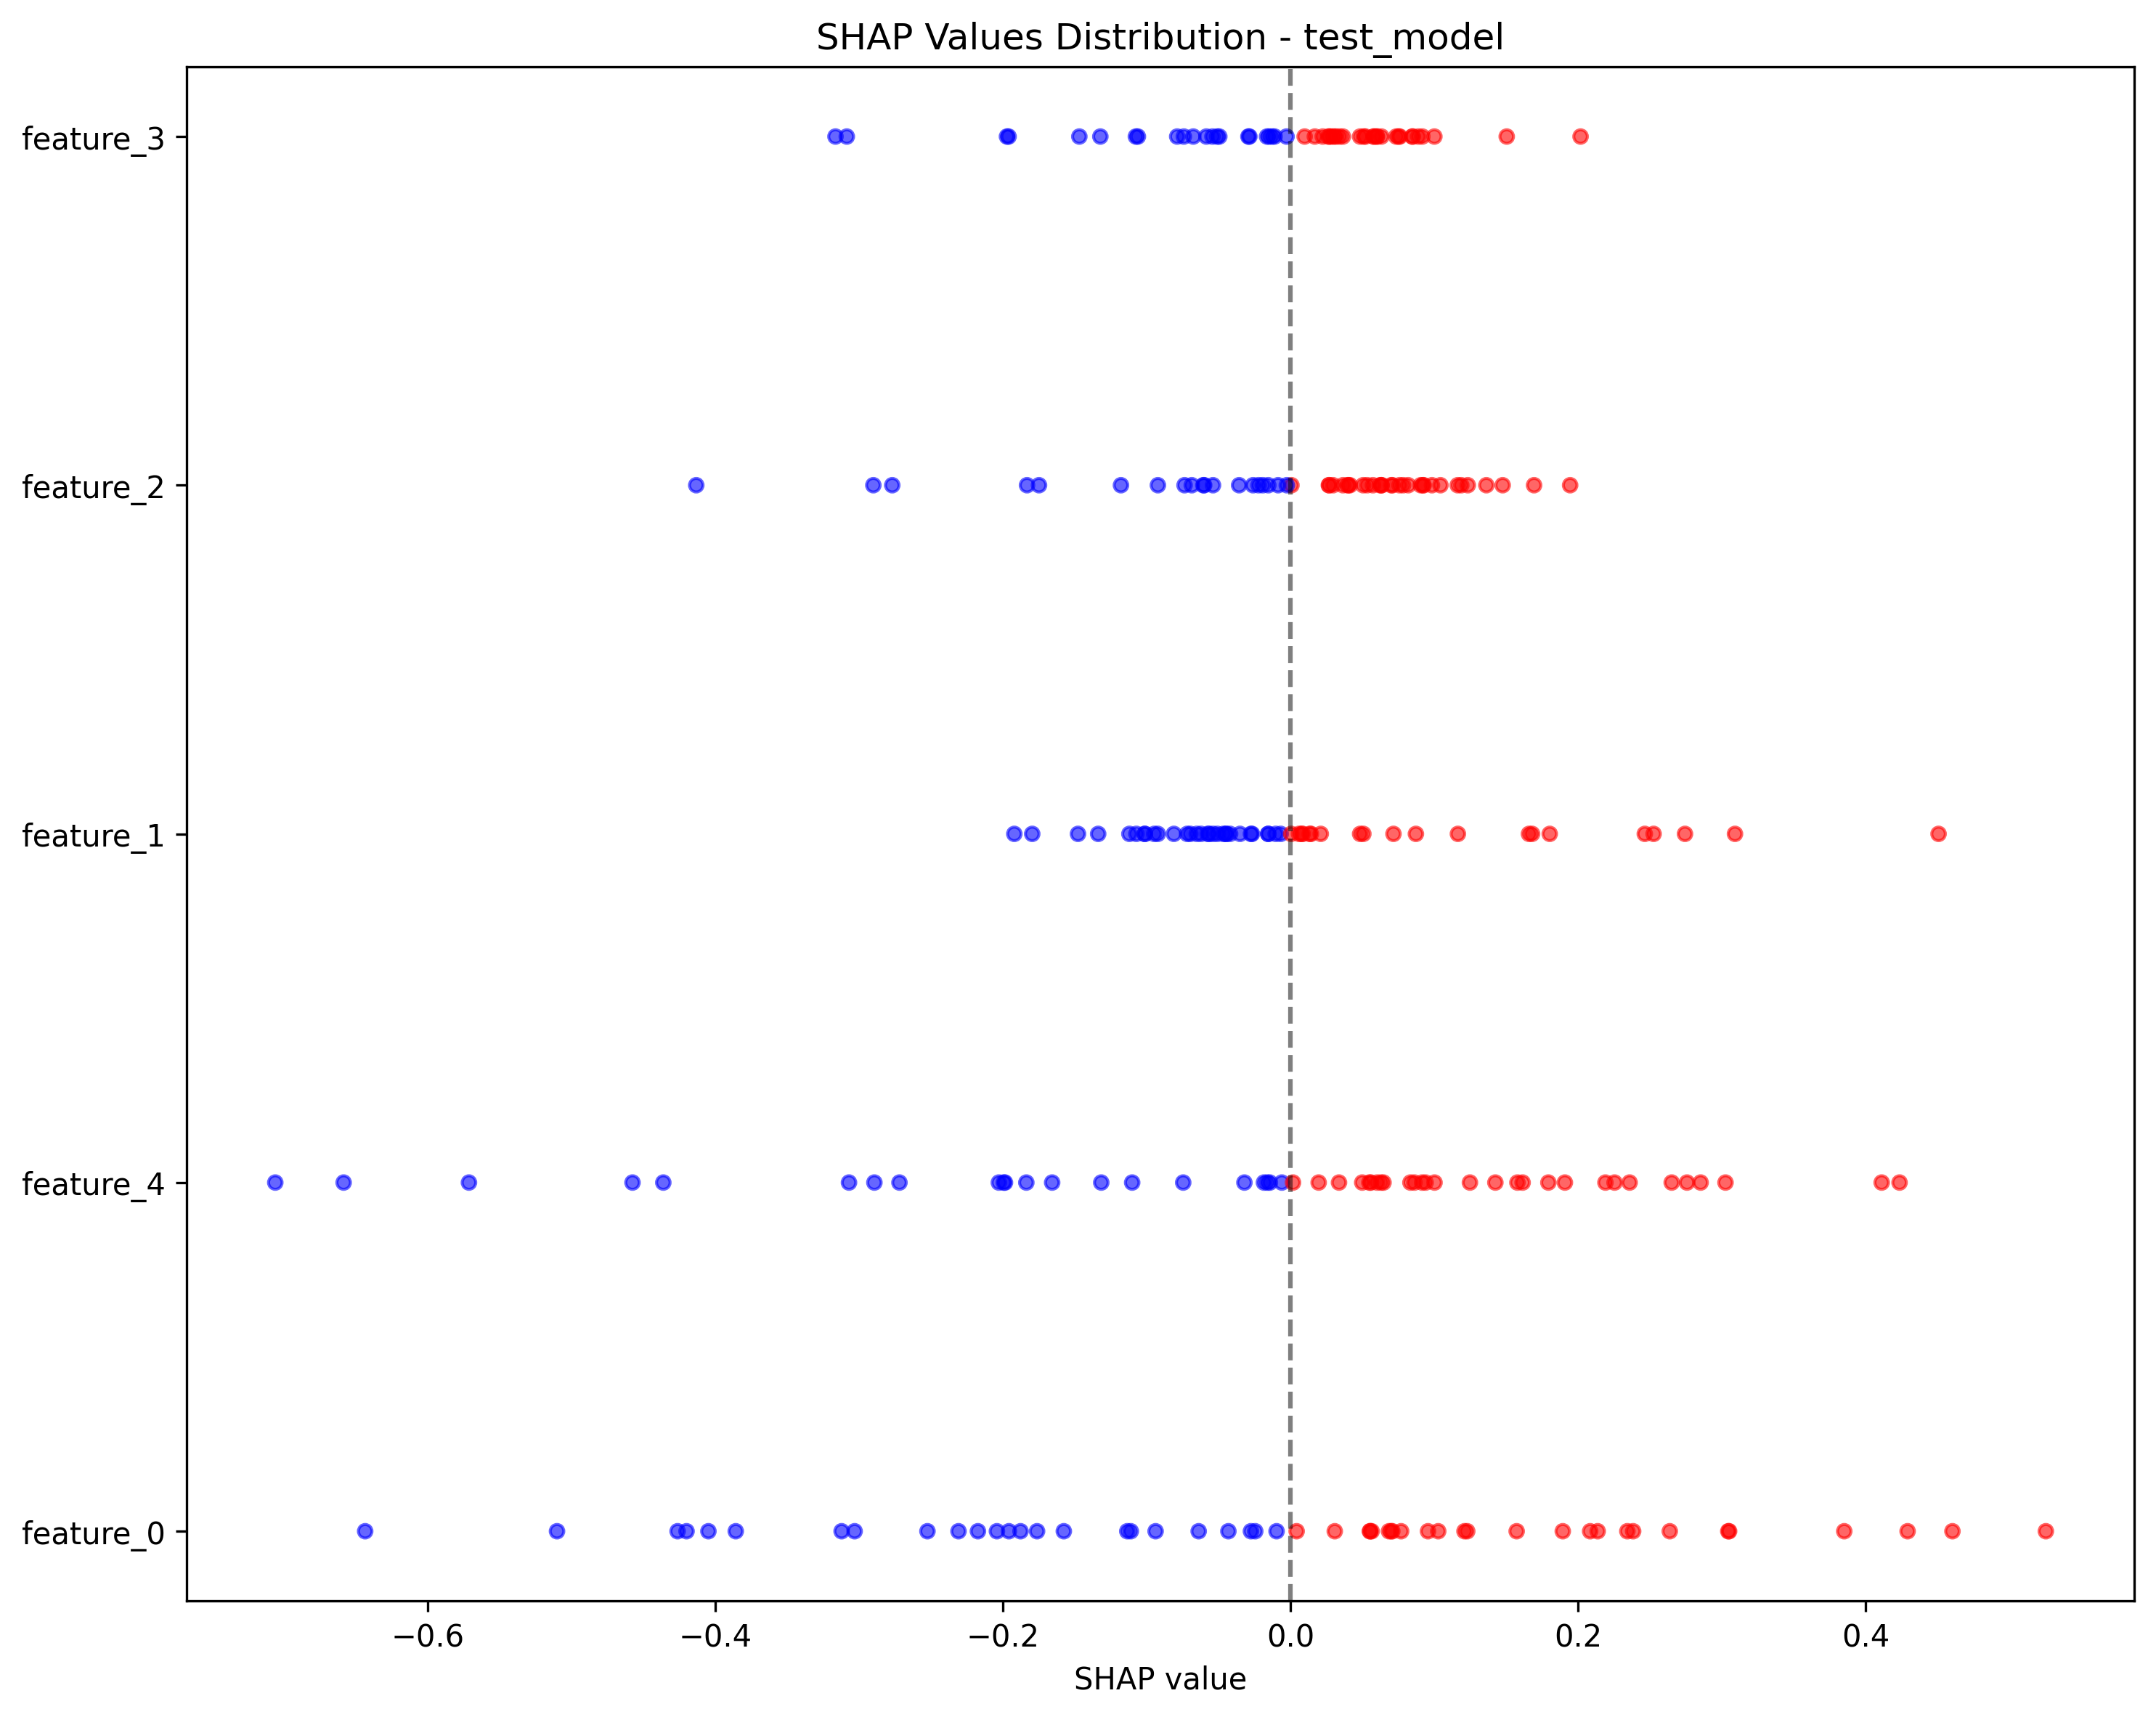 SHAP Values Distribution - test_model
feature_3
feature_2
feature_1
feature_4
feature_0
−0.6 −0.4 −0.2 0.0 0.2 0.4
SHAP value